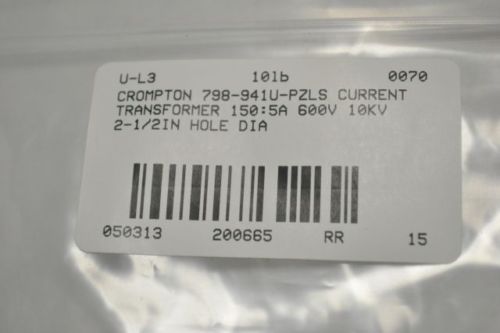 U-L3 10lb 0070
CROMPTON 798-941U-PZLS CURRENT
TRANSFORMER 150:5A 600V 10KV
2-1/2IN HOLE DIA
050313 200665 RR 15